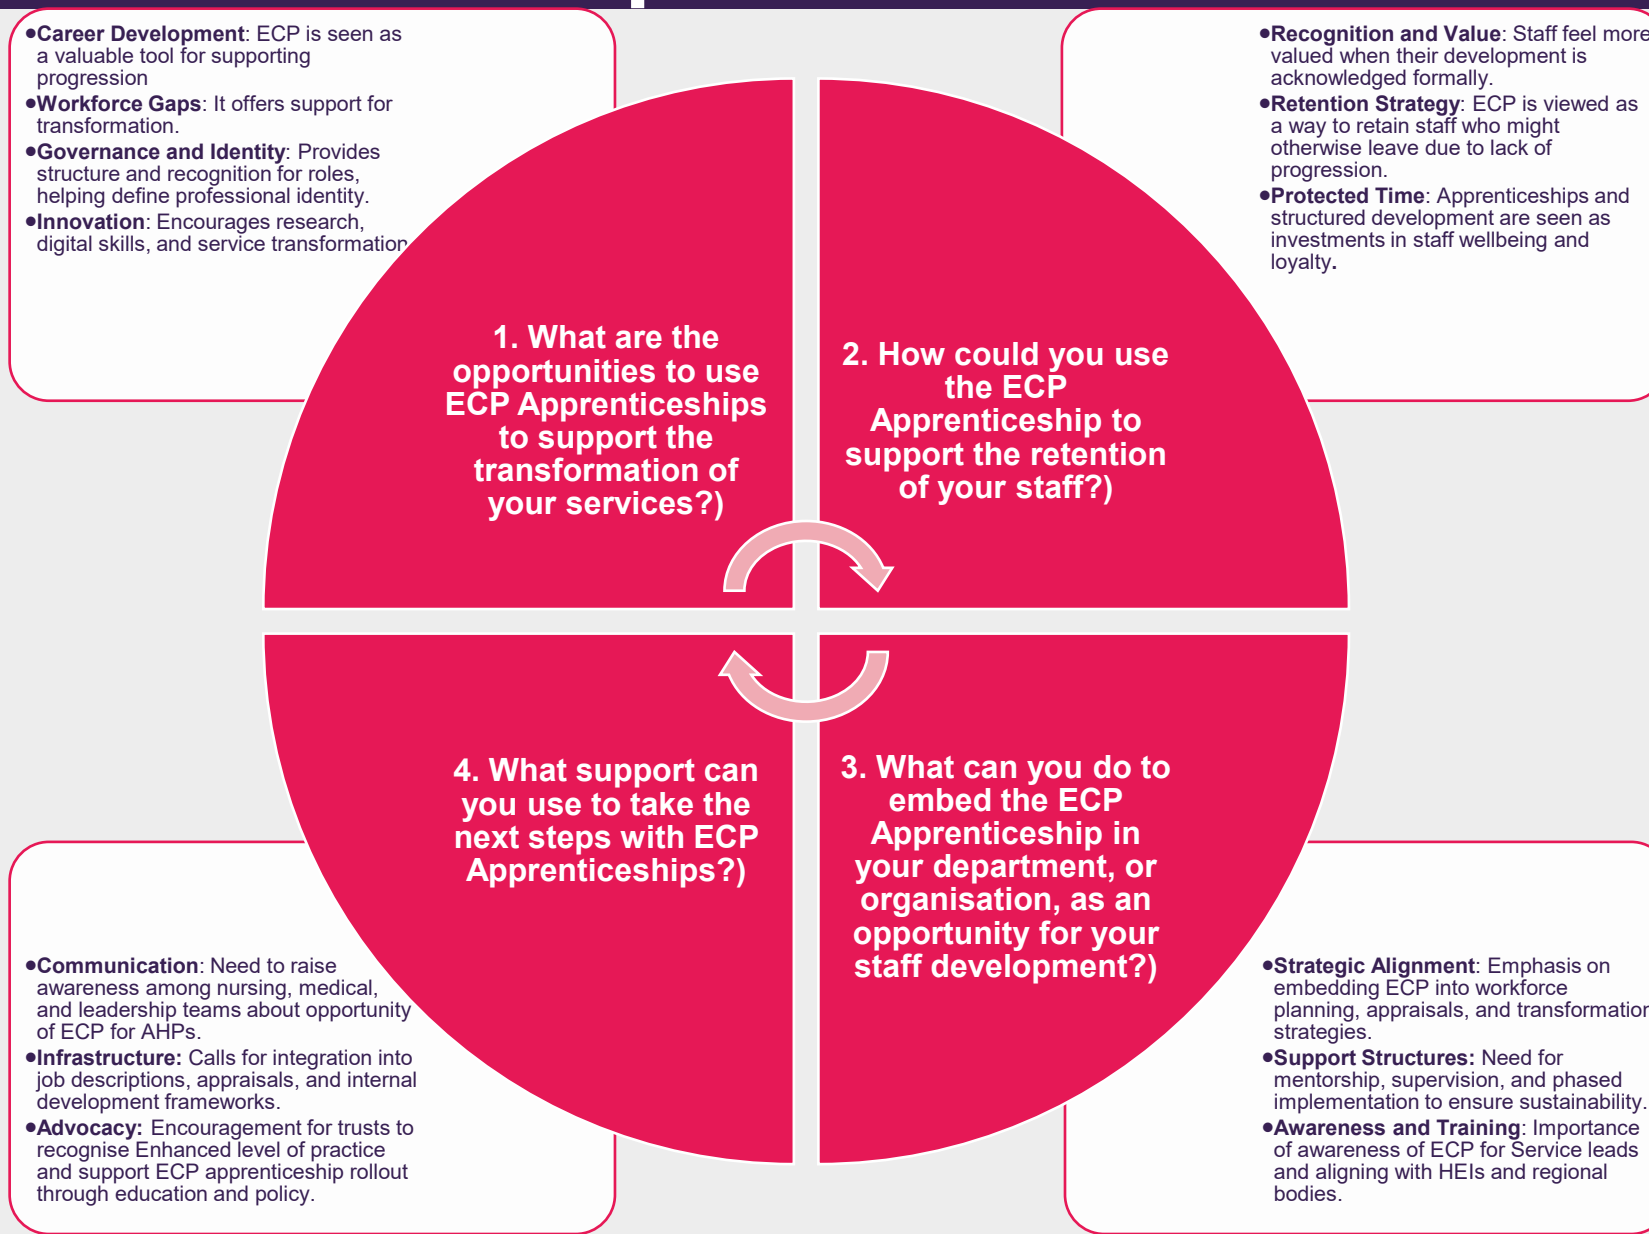 •Career Development: ECP is seen as
a valuable tool for supporting
progression
•Workforce Gaps: It offers support for
transformation.
•Governance and Identity: Provides
structure and recognition for roles,
helping define professional identity.
•Innovation: Encourages research,
digital skills, and service transformation
•Recognition and Value: Staff feel more
valued when their development is
acknowledged formally.
•Retention Strategy: ECP is viewed as
a way to retain staff who might
otherwise leave due to lack of
progression.
•Protected Time: Apprenticeships and
structured development are seen as
investments in staff wellbeing and
loyalty.
1. What are the
opportunities to use
ECP Apprenticeships
to support the
transformation of
your services?)
2. How could you use
the ECP
Apprenticeship to
support the retention
of your staff?)
4. What support can
you use to take the
next steps with ECP
Apprenticeships?)
3. What can you do to
embed the ECP
Apprenticeship in
your department, or
organisation, as an
opportunity for your
staff development?)
•Communication: Need to raise
awareness among nursing, medical,
and leadership teams about opportunity
of ECP for AHPs.
•Infrastructure: Calls for integration into
job descriptions, appraisals, and internal
development frameworks.
•Advocacy: Encouragement for trusts to
recognise Enhanced level of practice
and support ECP apprenticeship rollout
through education and policy.
•Strategic Alignment: Emphasis on
embedding ECP into workforce
planning, appraisals, and transformation
strategies.
•Support Structures: Need for
mentorship, supervision, and phased
implementation to ensure sustainability.
•Awareness and Training: Importance
of awareness of ECP for Service leads
and aligning with HEIs and regional
bodies.